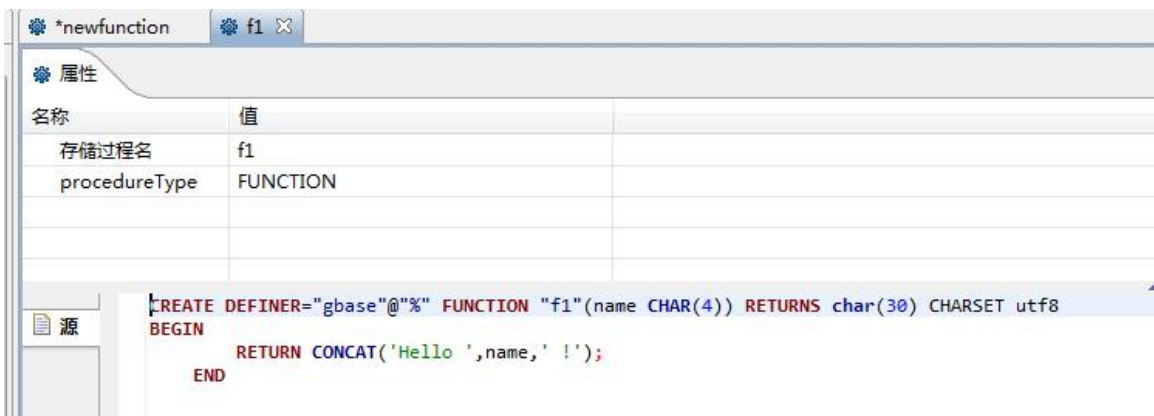 *newfunction f1
属性
名称 值
存储过程名 f1
procedureType FUNCTION
源
CREATE DEFINER="gbase"@"%" FUNCTION "f1"(name CHAR(4)) RETURNS char(30) CHARSET utf8
BEGIN
RETURN CONCAT('Hello ',name,' !');
END